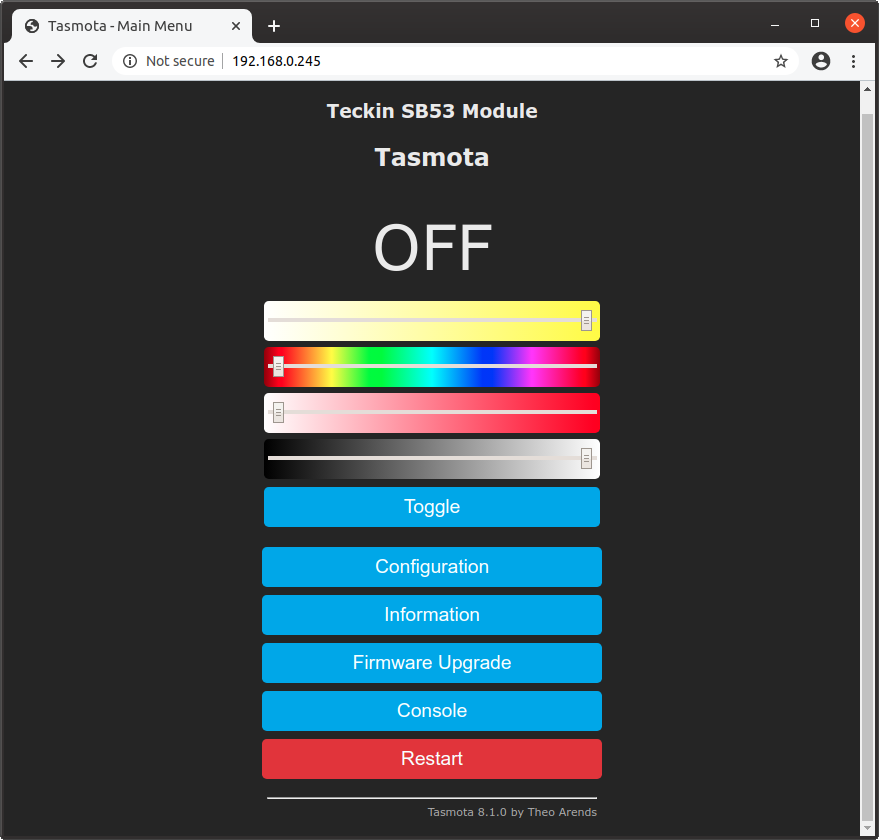 Tasmota - Main Menu
Not secure
192.168.0.245
Teckin SB53 Module
Tasmota
OFF
Toggle
Configuration
Information
Firmware Upgrade
Console
Restart
Tasmota 8.1.0 by Theo Arends